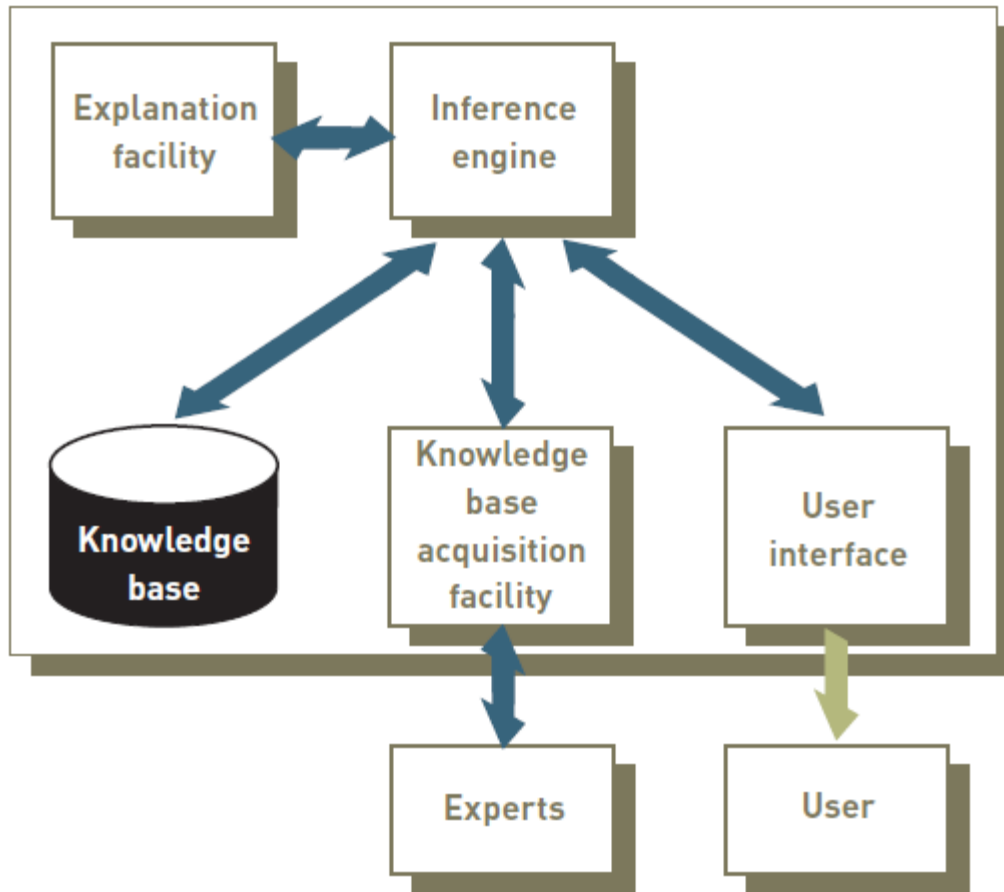 Explanation
facility
Inference
engine
Knowledge
base
Knowledge
base
acquisition
facility
User
interface
Experts
User